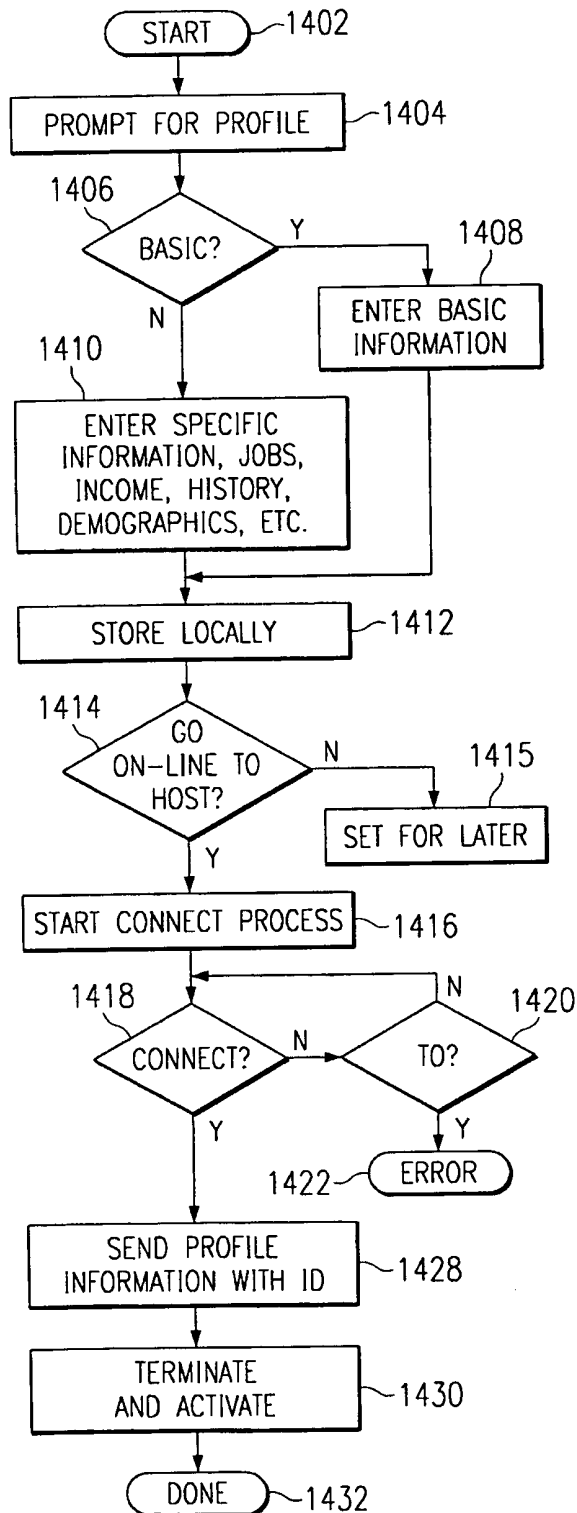 START
1402
PROMPT FOR PROFILE
1404
1406
BASIC?
Y
N
1408
ENTER BASIC
INFORMATION
1410
ENTER SPECIFIC
INFORMATION, JOBS,
INCOME, HISTORY,
DEMOGRAPHICS, ETC.
STORE LOCALLY
1412
1414
GO
ON-LINE TO
HOST?
N
Y
1415
SET FOR LATER
START CONNECT PROCESS
1416
1418
CONNECT?
N
Y
N
1420
TO?
Y
1422
ERROR
SEND PROFILE
INFORMATION WITH ID
1428
TERMINATE
AND ACTIVATE
1430
DONE
1432